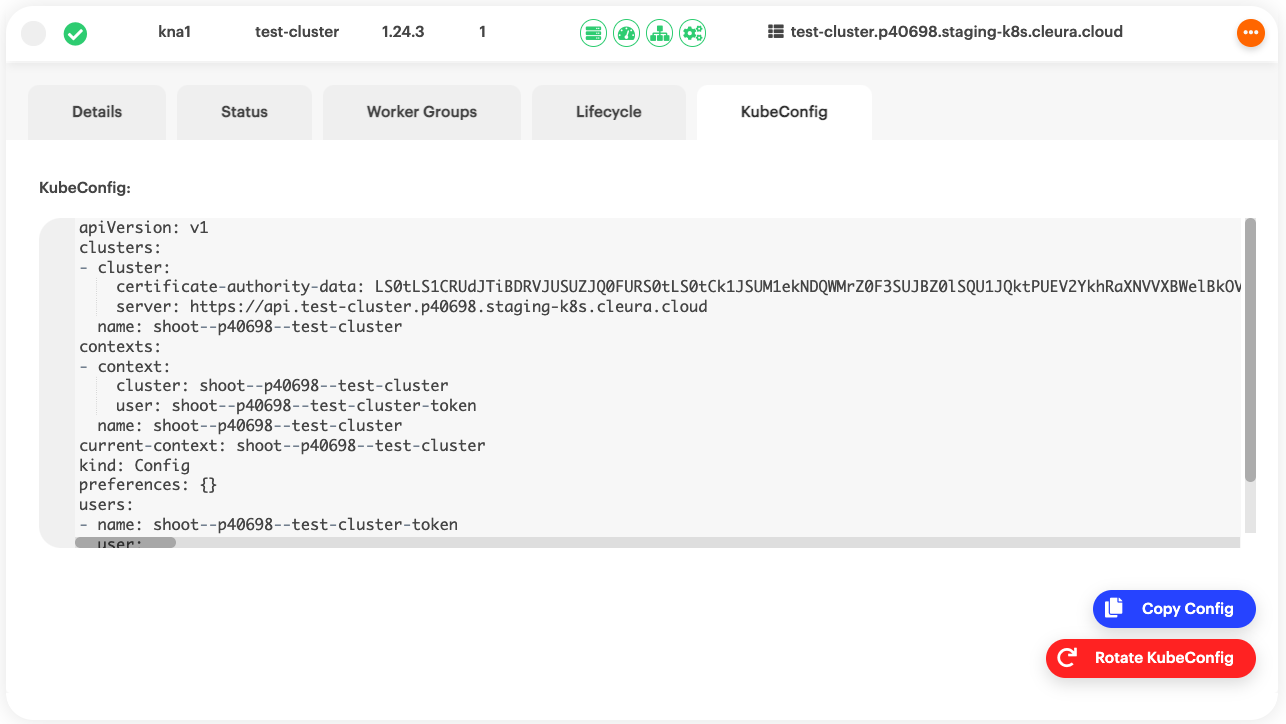 kna1 test-cluster 1.24.3 1 test-cluster.p40698.staging-k8s.cleura.cloud
Details Status Worker Groups Lifecycle KubeConfig
KubeConfig:
apiVersion: v1
clusters:
- cluster:
certificate-authority-data: LS0tLS1CRUdJTiBDRVJUSUZJQ0FURS0tLS0tCk1JSUM1ekNDQWMrZ0F3SUJBZ0lSQU1JQktPUEV2YkhRaXNVVXBWelBkOV
server: https://api.test-cluster.p40698.staging-k8s.cleura.cloud
name: shoot--p40698--test-cluster
contexts:
- context:
cluster: shoot--p40698--test-cluster
user: shoot--p40698--test-cluster-token
name: shoot--p40698--test-cluster
current-context: shoot--p40698--test-cluster
kind: Config
preferences: {}
users:
- name: shoot--p40698--test-cluster-token
user:
Copy Config
Rotate KubeConfig